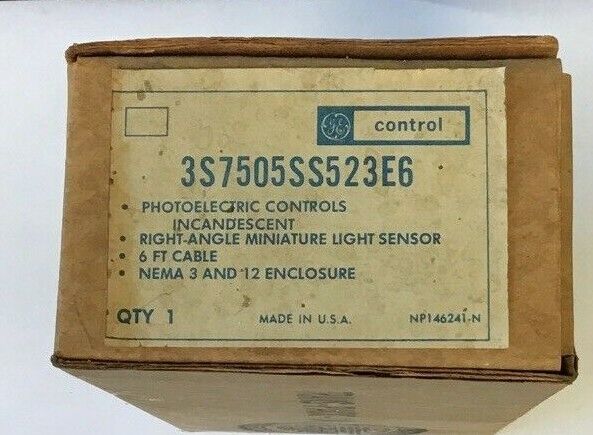 GE control
3S7505SS523E6
• PHOTOELECTRIC CONTROLS
INCANDESCENT
• RIGHT-ANGLE MINIATURE LIGHT SENSOR
• 6 FT CABLE
• NEMA 3 AND 12 ENCLOSURE
QTY 1 MADE IN U.S.A. NP146241-N